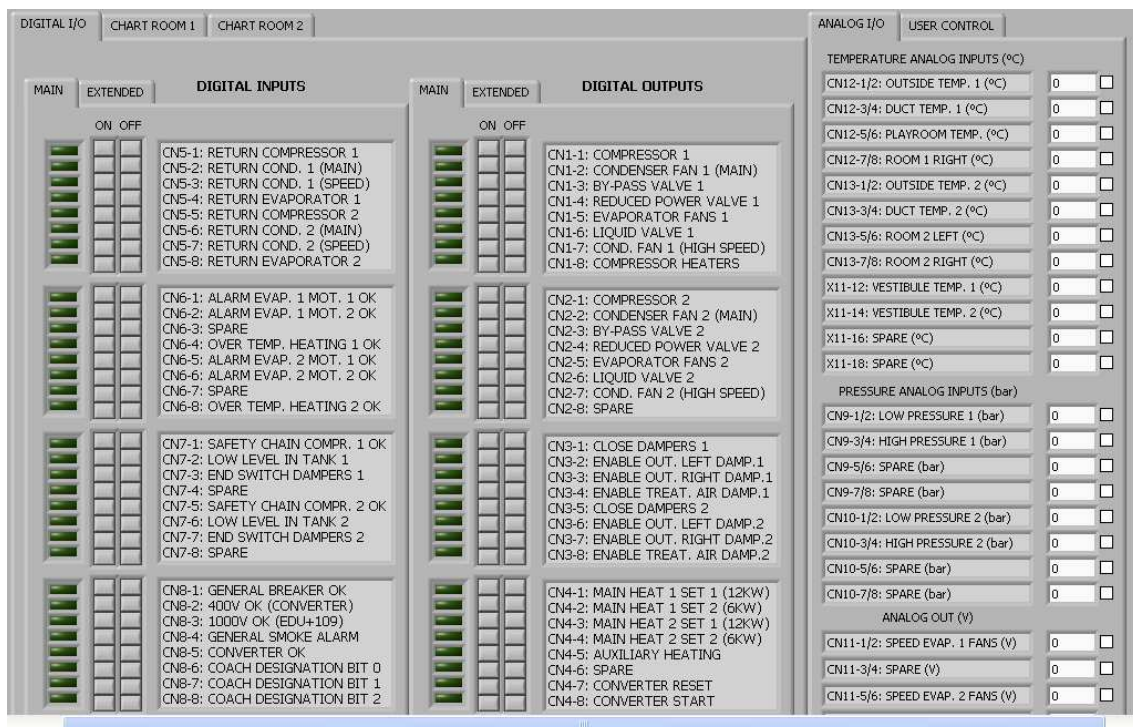 DIGITAL I/O
CHART ROOM 1
CHART ROOM 2
MAIN
EXTENDED
DIGITAL INPUTS
ON OFF
CN5-1: RETURN COMPRESSOR 1
CN5-2: RETURN COND. 1 (MAIN)
CN5-3: RETURN COND. 1 (SPEED)
CN5-4: RETURN EVAPORATOR 1
CN5-5: RETURN COMPRESSOR 2
CN5-6: RETURN COND. 2 (MAIN)
CN5-7: RETURN COND. 2 (SPEED)
CN5-8: RETURN EVAPORATOR 2
CN6-1: ALARM EVAP. 1 MOT. 1 OK
CN6-2: ALARM EVAP. 1 MOT. 2 OK
CN6-3: SPARE
CN6-4: OVER TEMP. HEATING 1 OK
CN6-5: ALARM EVAP. 2 MOT. 1 OK
CN6-6: ALARM EVAP. 2 MOT. 2 OK
CN6-7: SPARE
CN6-8: OVER TEMP. HEATING 2 OK
CN7-1: SAFETY CHAIN COMPR. 1 OK
CN7-2: LOW LEVEL IN TANK 1
CN7-3: END SWITCH DAMPERS 1
CN7-4: SPARE
CN7-5: SAFETY CHAIN COMPR. 2 OK
CN7-6: LOW LEVEL IN TANK 2
CN7-7: END SWITCH DAMPERS 2
CN7-8: SPARE
CN8-1: GENERAL BREAKER OK
CN8-2: 400V OK (CONVERTER)
CN8-3: 1000V OK (EDU+109)
CN8-4: GENERAL SMOKE ALARM
CN8-5: CONVERTER OK
CN8-6: COACH DESIGNATION BIT 0
CN8-7: COACH DESIGNATION BIT 1
CN8-8: COACH DESIGNATION BIT 2
MAIN
EXTENDED
DIGITAL OUTPUTS
ON OFF
CN1-1: COMPRESSOR 1
CN1-2: CONDENSER FAN 1 (MAIN)
CN1-3: BY-PASS VALVE 1
CN1-4: REDUCED POWER VALVE 1
CN1-5: EVAPORATOR FANS 1
CN1-6: LIQUID VALVE 1
CN1-7: COND. FAN 1 (HIGH SPEED)
CN1-8: COMPRESSOR HEATERS
CN2-1: COMPRESSOR 2
CN2-2: CONDENSER FAN 2 (MAIN)
CN2-3: BY-PASS VALVE 2
CN2-4: REDUCED POWER VALVE 2
CN2-5: EVAPORATOR FANS 2
CN2-6: LIQUID VALVE 2
CN2-7: COND. FAN 2 (HIGH SPEED)
CN2-8: SPARE
CN3-1: CLOSE DAMPERS 1
CN3-2: ENABLE OUT. LEFT DAMP.1
CN3-3: ENABLE OUT. RIGHT DAMP.1
CN3-4: ENABLE TREAT. AIR DAMP.1
CN3-5: CLOSE DAMPERS 2
CN3-6: ENABLE OUT. LEFT DAMP.2
CN3-7: ENABLE OUT. RIGHT DAMP.2
CN3-8: ENABLE TREAT. AIR DAMP.2
CN4-1: MAIN HEAT 1 SET 1 (12KW)
CN4-2: MAIN HEAT 1 SET 2 (6KW)
CN4-3: MAIN HEAT 2 SET 1 (12KW)
CN4-4: MAIN HEAT 2 SET 2 (6KW)
CN4-5: AUXILIARY HEATING
CN4-6: SPARE
CN4-7: CONVERTER RESET
CN4-8: CONVERTER START
ANALOG I/O
USER CONTROL
TEMPERATURE ANALOG INPUTS (ºC)
CN12-1/2: OUTSIDE TEMP. 1 (ºC) 0
CN12-3/4: DUCT TEMP. 1 (ºC) 0
CN12-5/6: PLAYROOM TEMP. (ºC) 0
CN12-7/8: ROOM 1 RIGHT (ºC) 0
CN13-1/2: OUTSIDE TEMP. 2 (ºC) 0
CN13-3/4: DUCT TEMP. 2 (ºC) 0
CN13-5/6: ROOM 2 LEFT (ºC) 0
CN13-7/8: ROOM 2 RIGHT (ºC) 0
X11-12: VESTIBULE TEMP. 1 (ºC) 0
X11-14: VESTIBULE TEMP. 2 (ºC) 0
X11-16: SPARE (ºC) 0
X11-18: SPARE (ºC) 0
PRESSURE ANALOG INPUTS (bar)
CN9-1/2: LOW PRESSURE 1 (bar) 0
CN9-3/4: HIGH PRESSURE 1 (bar) 0
CN9-5/6: SPARE (bar) 0
CN9-7/8: SPARE (bar) 0
CN10-1/2: LOW PRESSURE 2 (bar) 0
CN10-3/4: HIGH PRESSURE 2 (bar) 0
CN10-5/6: SPARE (bar) 0
CN10-7/8: SPARE (bar) 0
ANALOG OUT (V)
CN11-1/2: SPEED EVAP. 1 FANS (V) 0
CN11-3/4: SPARE (V) 0
CN11-5/6: SPEED EVAP. 2 FANS (V) 0